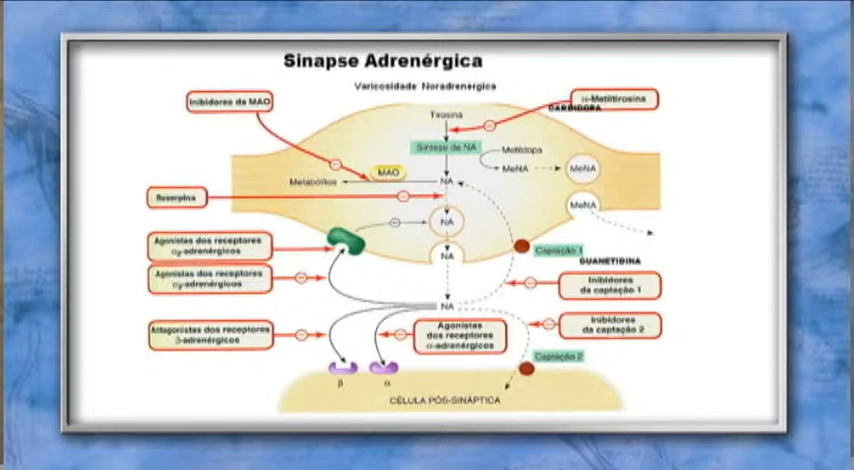 Sinapse Adrenérgica
Varicosidade Noradrenérgica
Inibidores da MAO
α-Metiltirosina
CARBIDOPA
Tirosina
Síntese de NA
Metildopa
MAO
MeNA
MeNA
Metabólitos
NA
Reserpina
MeNA
NA
Agonistas dos receptores
α₂-adrenérgicos
Captação 1
NA
GUANETIDINA
Agonistas dos receptores
α₂-adrenérgicos
Inibidores
da captação 1
NA
Antagonistas dos receptores
β-adrenérgicos
Agonistas
dos receptores
α-adrenérgicos
Inibidores
da captação 2
Captação 2
β
α
CÉLULA PÓS-SINÁPTICA